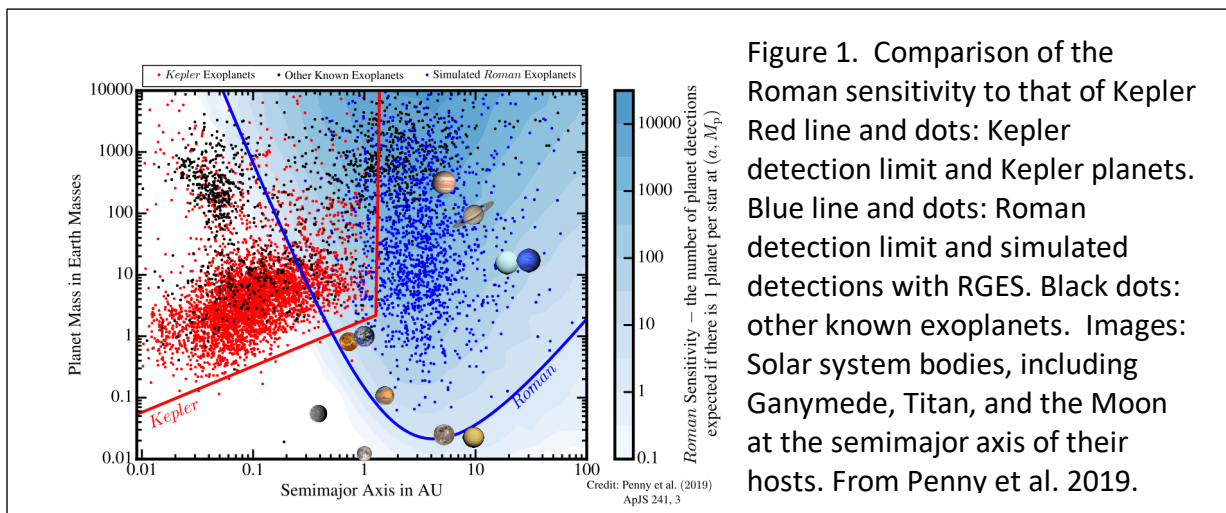 • Kepler Exoplanets • Other Known Exoplanets • Simulated Roman Exoplanets
10000
1000
100
10
1
0.1
0.01
Planet Mass in Earth Masses
0.01 0.1 1 10 100
Semimajor Axis in AU
Kepler
Roman
10000
1000
100
10
1
0.1
Roman Sensitivity − the number of planet detections
expected if there is 1 planet per star at (a, Mp)
Credit: Penny et al. (2019)
ApJS 241, 3
Figure 1. Comparison of the
Roman sensitivity to that of Kepler
Red line and dots: Kepler
detection limit and Kepler planets.
Blue line and dots: Roman
detection limit and simulated
detections with RGES. Black dots:
other known exoplanets. Images:
Solar system bodies, including
Ganymede, Titan, and the Moon
at the semimajor axis of their
hosts. From Penny et al. 2019.